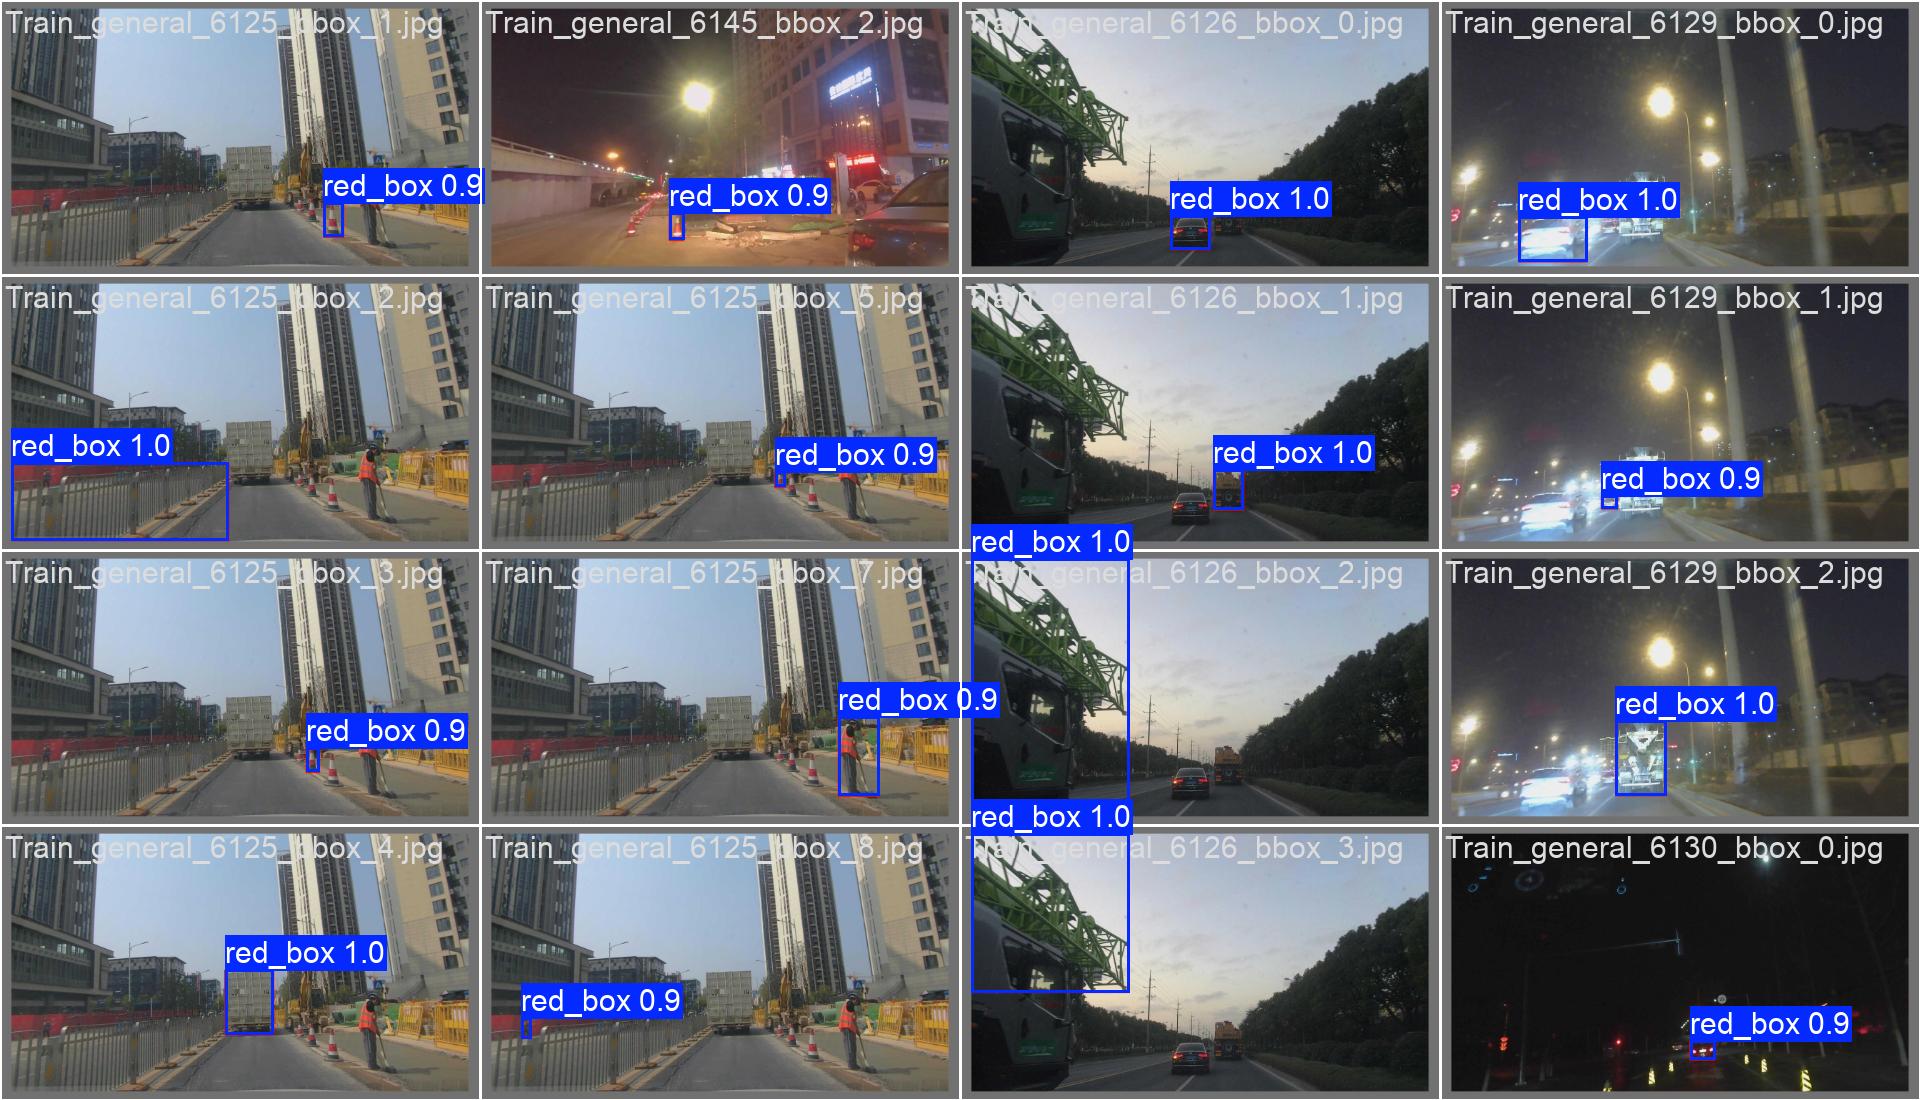 Train_general_6125_bbox_1.jpg
red_box 0.9
Train_general_6145_bbox_2.jpg
red_box 0.9
Train_general_6126_bbox_0.jpg
red_box 1.0
Train_general_6129_bbox_0.jpg
red_box 1.0
Train_general_6125_bbox_2.jpg
red_box 1.0
Train_general_6125_bbox_5.jpg
red_box 0.9
Train_general_6126_bbox_1.jpg
red_box 1.0
Train_general_6129_bbox_1.jpg
red_box 0.9
Train_general_6125_bbox_3.jpg
red_box 0.9
Train_general_6125_bbox_7.jpg
red_box 0.9
Train_general_6126_bbox_2.jpg
red_box 1.0
Train_general_6129_bbox_2.jpg
red_box 1.0
Train_general_6125_bbox_4.jpg
red_box 1.0
Train_general_6125_bbox_8.jpg
red_box 0.9
Train_general_6126_bbox_3.jpg
red_box 1.0
Train_general_6130_bbox_0.jpg
red_box 0.9